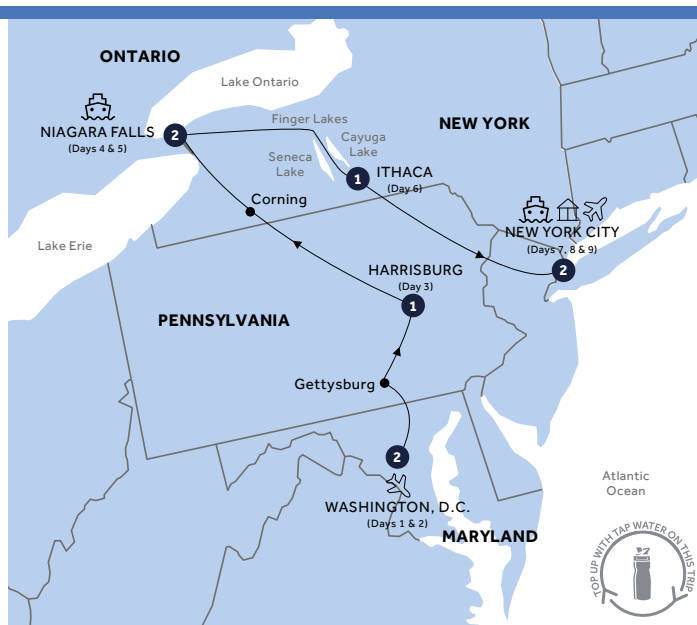 ONTARIO
Lake Ontario
NIAGARA FALLS
(Days 4 & 5)
2
Finger Lakes
Cayuga
Lake
NEW YORK
Seneca
Lake
1
ITHACA
(Day 6)
Corning
NEW YORK CITY
(Days 7, 8 & 9)
2
Lake Erie
HARRISBURG
(Day 3)
1
PENNSYLVANIA
Gettysburg
2
WASHINGTON, D.C.
(Days 1 & 2)
MARYLAND
Atlantic
Ocean
TOP UP WITH TAP WATER ON THIS TRIP